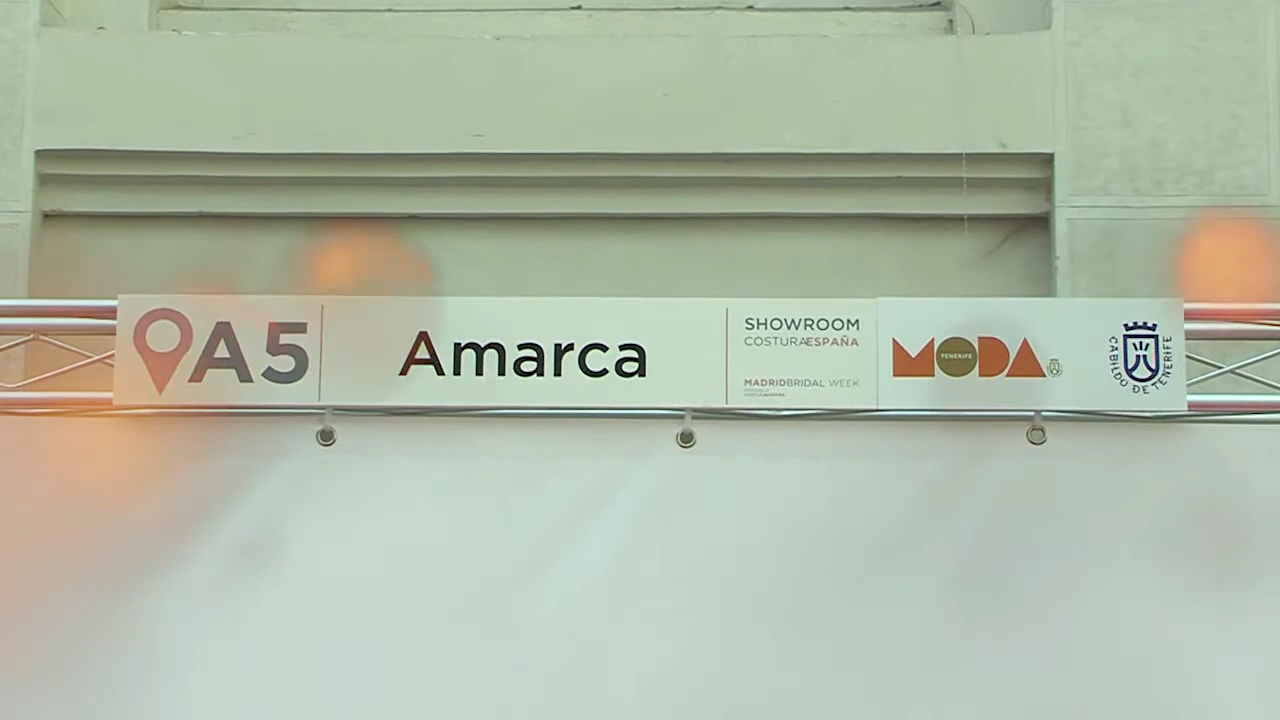 A5
Amarca
SHOWROOM
COSTURAESPAÑA
MADRIDBRIDAL WEEK
MODA
TENERIFE
CABILDO DE TENERIFE